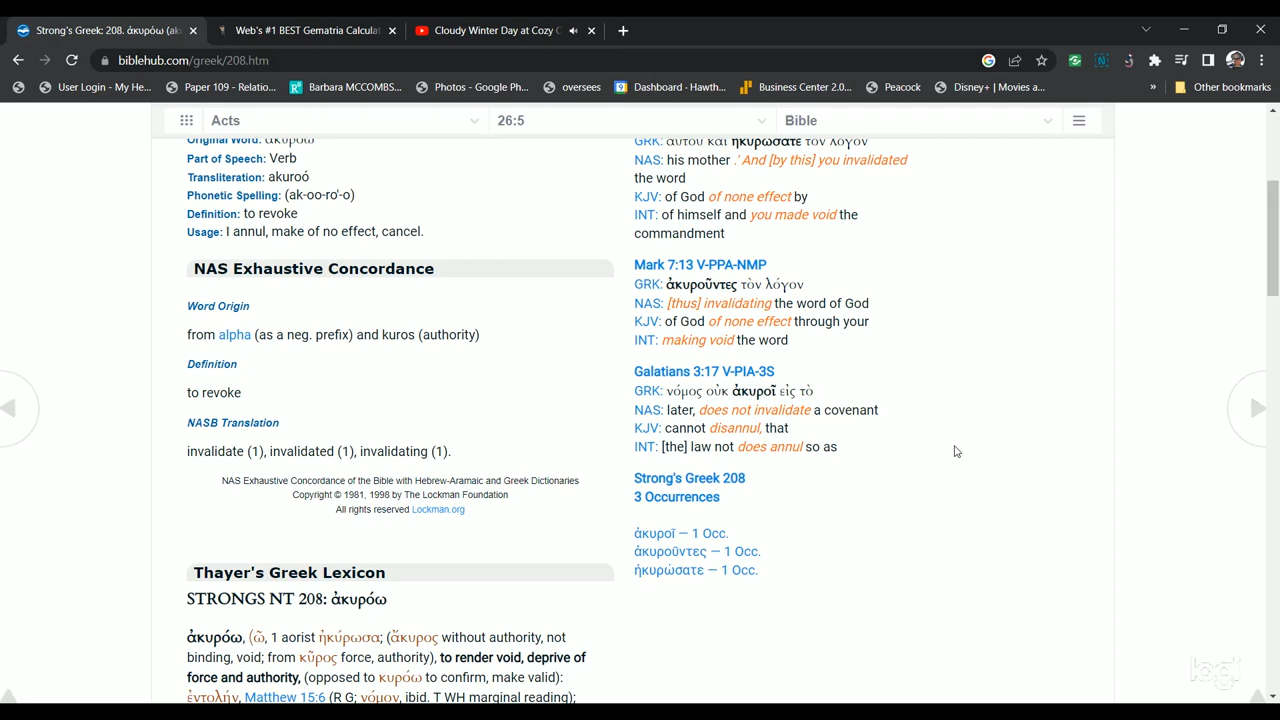 Strong's Greek: 208. ἀκυρόω (ak
Web's #1 BEST Gematria Calculat
Cloudy Winter Day at Cozy C
biblehub.com/greek/208.htm
User Login - My He...
Paper 109 - Relatio...
Barbara MCCOMBS...
Photos - Google Ph...
oversees
Dashboard - Hawth...
Business Center 2.0...
Peacock
Disney+ | Movies a...
»
Other bookmarks
Acts
26:5
Bible
Original Word: ἀκυρόω
Part of Speech: Verb
Transliteration: akuroó
Phonetic Spelling: (ak-oo-ro'-o)
Definition: to revoke
Usage: I annul, make of no effect, cancel.
NAS Exhaustive Concordance
Word Origin
from alpha (as a neg. prefix) and kuros (authority)
Definition
to revoke
NASB Translation
invalidate (1), invalidated (1), invalidating (1).
NAS Exhaustive Concordance of the Bible with Hebrew-Aramaic and Greek Dictionaries
Copyright © 1981, 1998 by The Lockman Foundation
All rights reserved Lockman.org
Thayer's Greek Lexicon
STRONGS NT 208: ἀκυρόω
ἀκυρόω, (ῶ, 1 aorist ἠκύρωσα; (ἄκυρος without authority, not
binding, void; from κῦρος force, authority), to render void, deprive of
force and authority, (opposed to κυρόω to confirm, make valid):
ἐντολήν, Matthew 15:6 (R G; νόμον, ibid. T WH marginal reading);
GRK: αὐτοῦ καὶ ἠκυρώσατε τὸν λόγον
NAS: his mother .' And [by this] you invalidated
the word
KJV: of God of none effect by
INT: of himself and you made void the
commandment
Mark 7:13 V-PPA-NMP
GRK: ἀκυροῦντες τὸν λόγον
NAS: [thus] invalidating the word of God
KJV: of God of none effect through your
INT: making void the word
Galatians 3:17 V-PIA-3S
GRK: νόμος οὐκ ἀκυροῖ εἰς τὸ
NAS: later, does not invalidate a covenant
KJV: cannot disannul, that
INT: [the] law not does annul so as
Strong's Greek 208
3 Occurrences
ἀκυροῖ — 1 Occ.
ἀκυροῦντες — 1 Occ.
ἠκυρώσατε — 1 Occ.
logi